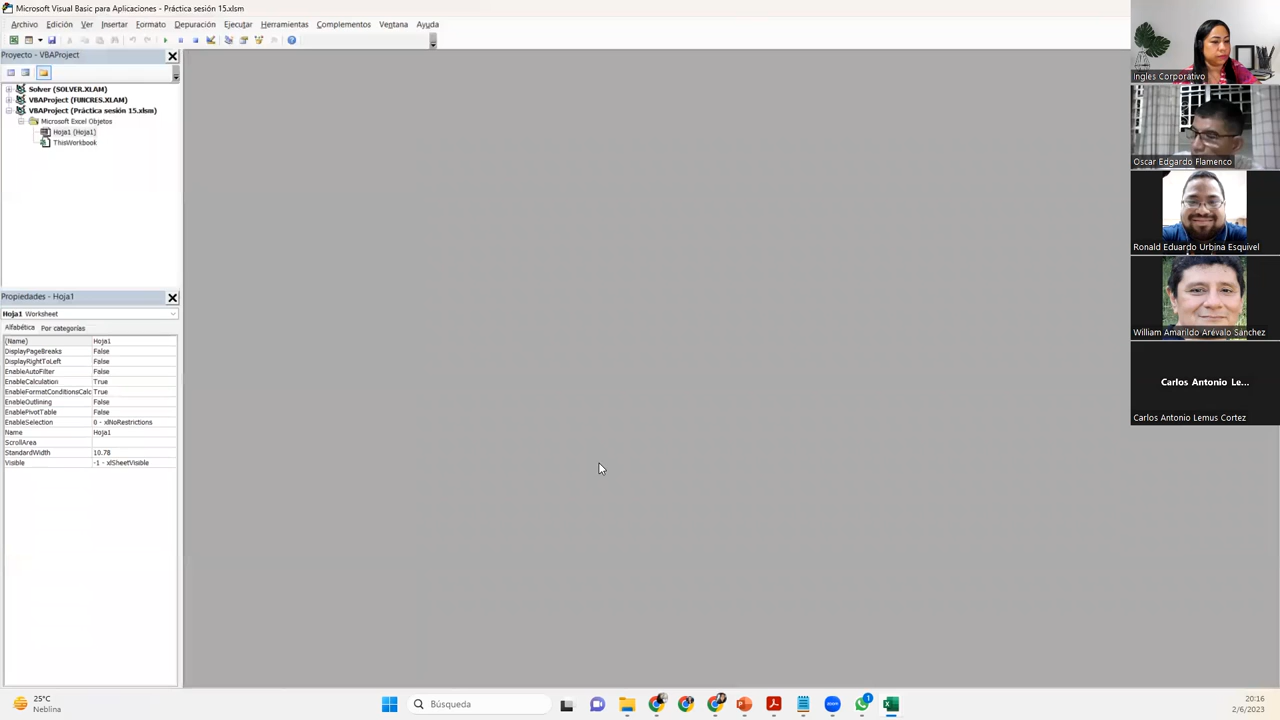 Microsoft Visual Basic para Aplicaciones - Práctica sesión 15.xlsm
Archivo Edición Ver Insertar Formato Depuración Ejecutar Herramientas Complementos Ventana Ayuda
Proyecto - VBAProject
Solver (SOLVER.XLAM)
VBAProject (FUNCRES.XLAM)
VBAProject (Práctica sesión 15.xlsm)
Microsoft Excel Objetos
Hoja1 (Hoja1)
ThisWorkbook
Propiedades - Hoja1
Hoja1 Worksheet
Alfabética Por categorías
(Name) Hoja1
DisplayPageBreaks False
DisplayRightToLeft False
EnableAutoFilter False
EnableCalculation True
EnableFormatConditionsCalc True
EnableOutlining False
EnablePivotTable False
EnableSelection 0 - xlNoRestrictions
Name Hoja1
ScrollArea
StandardWidth 10.78
Visible -1 - xlSheetVisible
Ingles Corporativo
Oscar Edgardo Flamenco
Ronald Eduardo Urbina Esquivel
William Amarildo Arévalo Sánchez
Carlos Antonio Le...
Carlos Antonio Lemus Cortez
25°C
Neblina
Búsqueda
zoom
1
20:16
2/6/2023